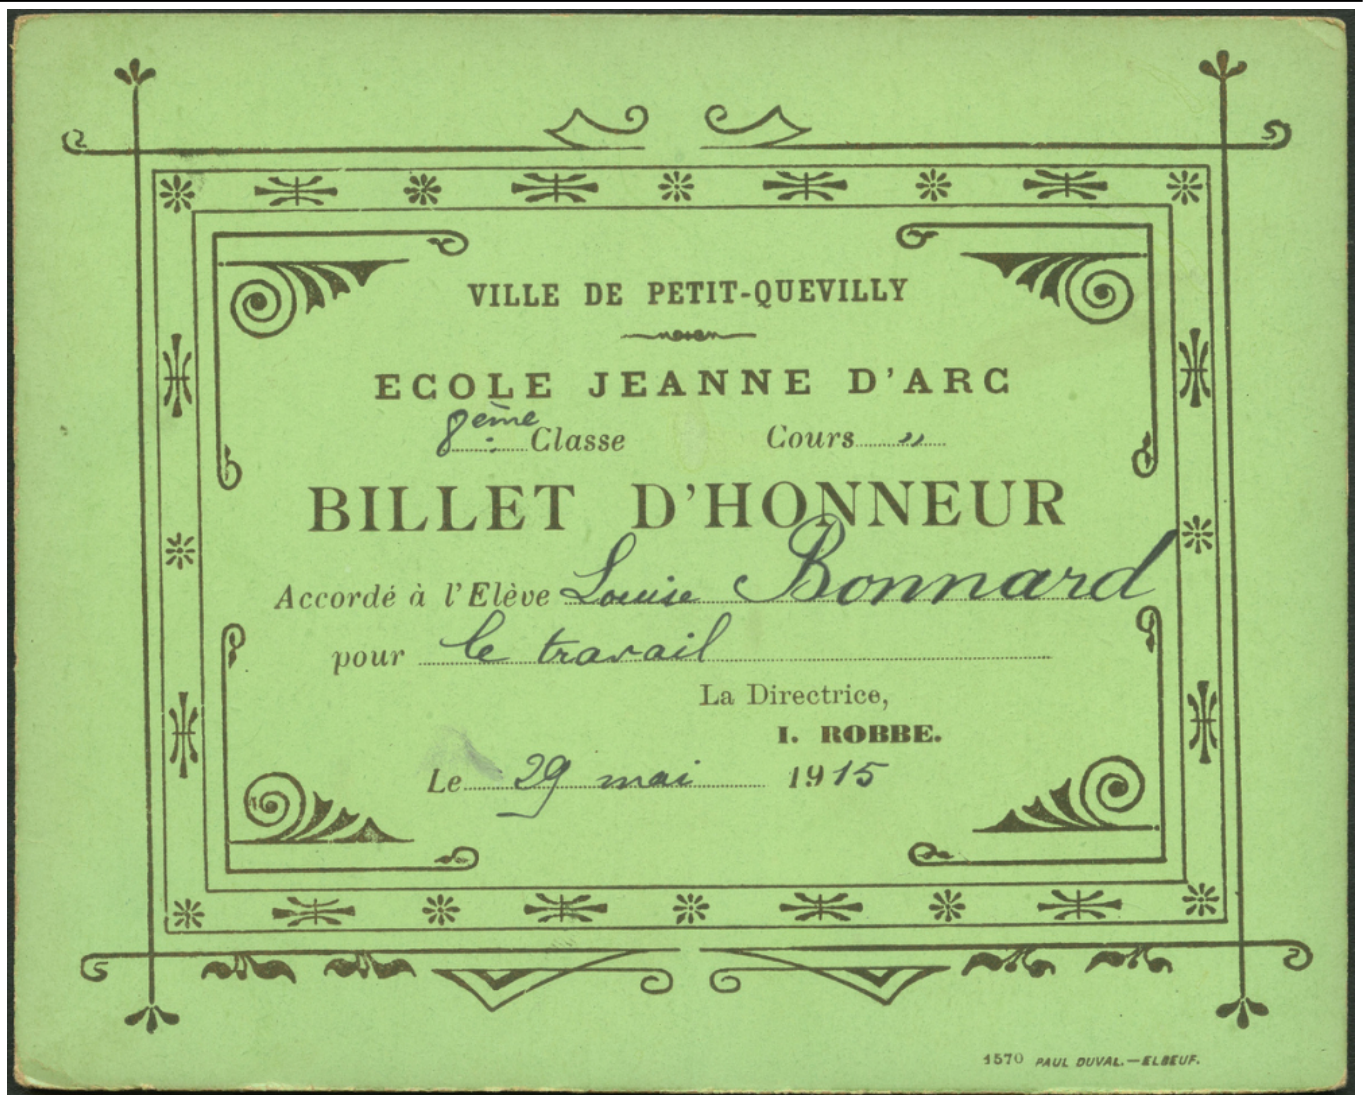 VILLE DE PETIT-QUEVILLY
ECOLE JEANNE D'ARC
8ème Classe Cours „
BILLET D'HONNEUR
Accordé à l'Elève Louise Bonnard
pour le travail
La Directrice,
I. ROBBE.
Le 29 mai 1915
1570 PAUL DUVAL.—ELBEUF.